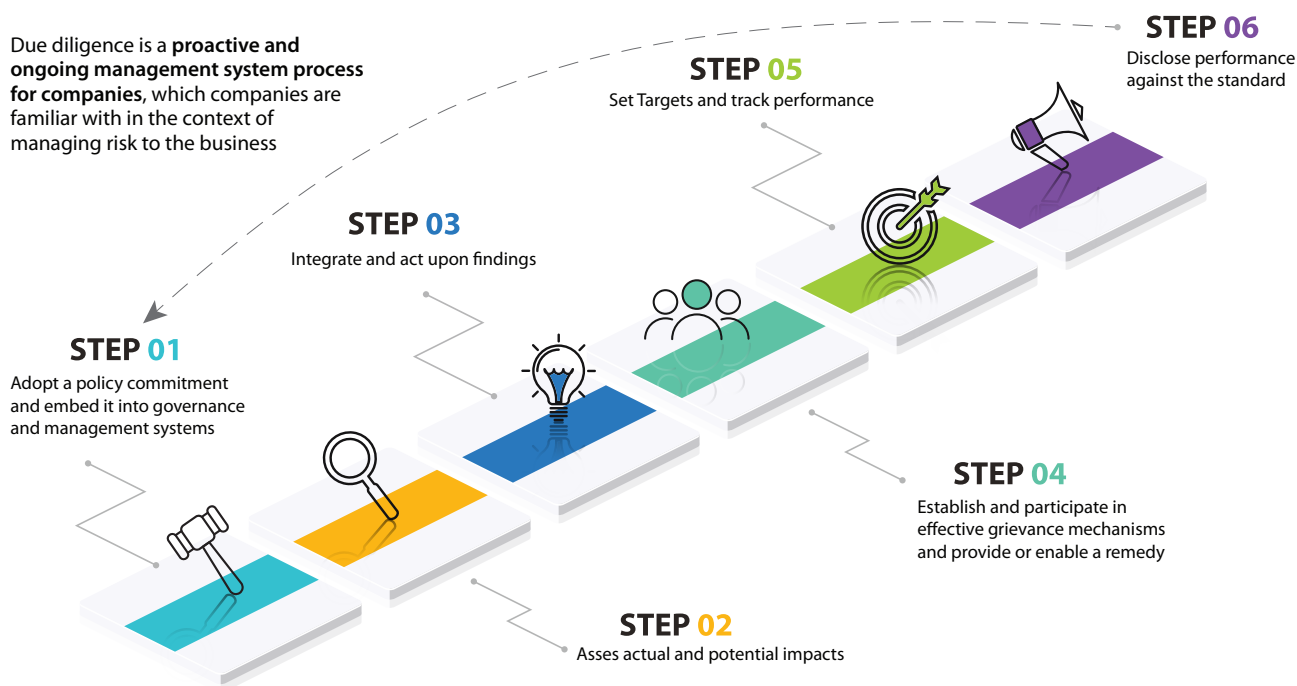 Due diligence is a proactive and
ongoing management system process
for companies, which companies are
familiar with in the context of
managing risk to the business
STEP 01
Adopt a policy commitment
and embed it into governance
and management systems
STEP 02
Asses actual and potential impacts
STEP 03
Integrate and act upon findings
STEP 04
Establish and participate in
effective grievance mechanisms
and provide or enable a remedy
STEP 05
Set Targets and track performance
STEP 06
Disclose performance
against the standard